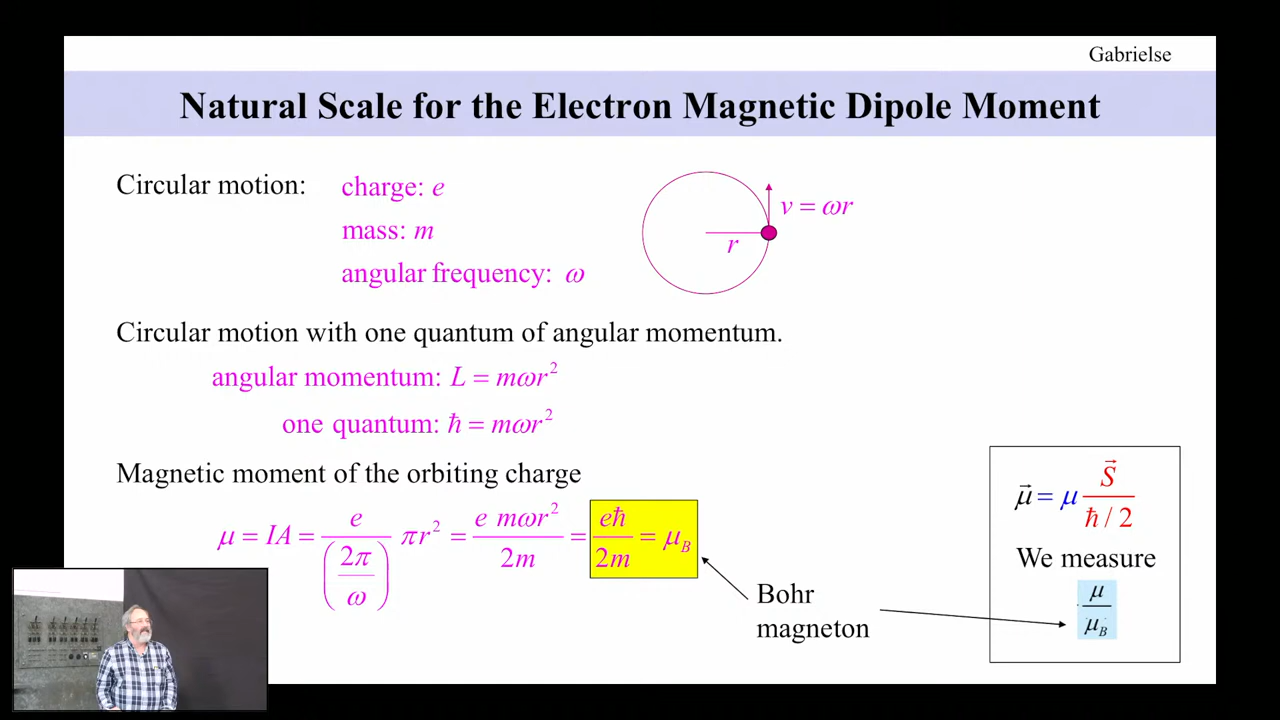 Gabrielse
Natural Scale for the Electron Magnetic Dipole Moment
Circular motion:
charge: e
mass: m
angular frequency: ω
v = ωr
r
Circular motion with one quantum of angular momentum.
angular momentum: L = mωr²
one quantum: ħ = mωr²
Magnetic moment of the orbiting charge
μ = IA = e / (2π/ω) πr² = e mωr² / 2m = eħ / 2m = μ_B
Bohr
magneton
μ⃗ = μ S⃗ / (ħ / 2)
We measure
μ / μ_B